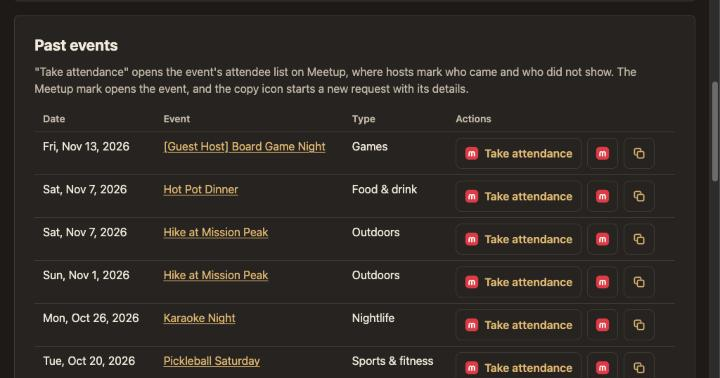 Past events
"Take attendance" opens the event's attendee list on Meetup, where hosts mark who came and who did not show. The
Meetup mark opens the event, and the copy icon starts a new request with its details.
Date Event Type Actions
Fri, Nov 13, 2026 [Guest Host] Board Game Night Games m Take attendance m
Sat, Nov 7, 2026 Hot Pot Dinner Food & drink m Take attendance m
Sat, Nov 7, 2026 Hike at Mission Peak Outdoors m Take attendance m
Sun, Nov 1, 2026 Hike at Mission Peak Outdoors m Take attendance m
Mon, Oct 26, 2026 Karaoke Night Nightlife m Take attendance m
Tue, Oct 20, 2026 Pickleball Saturday Sports & fitness m Take attendance m